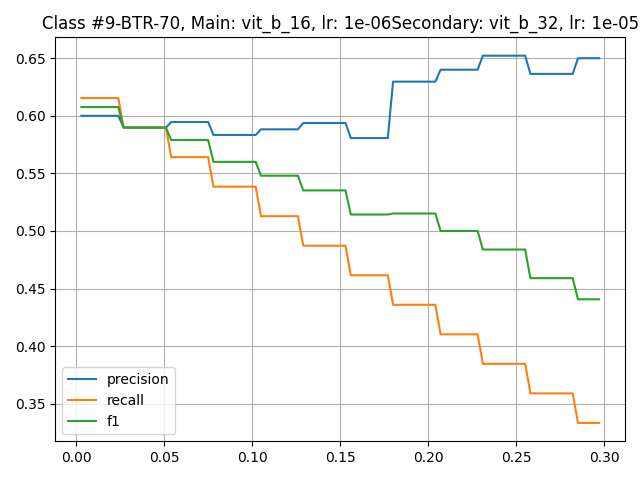 Class #9-BTR-70, Main: vit_b_16, lr: 1e-06Secondary: vit_b_32, lr: 1e-05
0.65
0.60
0.55
0.50
0.45
0.40
0.35
precision
recall
f1
0.00 0.05 0.10 0.15 0.20 0.25 0.30